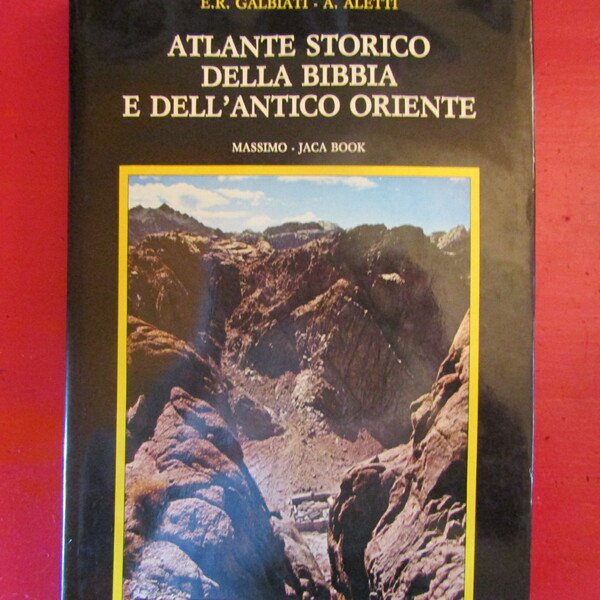 E.R. GALBIATI - A. ALETTI
ATLANTE STORICO
DELLA BIBBIA
E DELL'ANTICO ORIENTE
MASSIMO - JACA BOOK